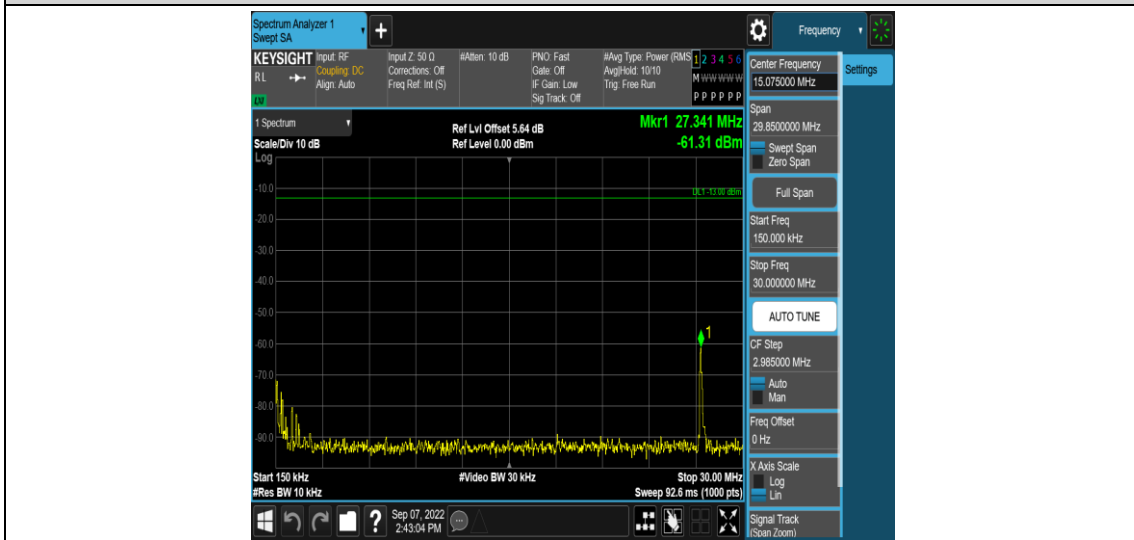 Spectrum Analyzer 1
Swept SA
+
Frequency
KEYSIGHT
RL
Input: RF
Coupling: DC
Align: Auto
Input Z: 50 Ω
Corrections: Off
Freq Ref: Int (S)
#Atten: 10 dB
PNO: Fast
Gate: Off
IF Gain: Low
Sig Track: Off
#Avg Type: Power (RMS
Avg|Hold: 10/10
Trig: Free Run
1 2 3 4 5 6
M W W W W W
P P P P P P
1 Spectrum
Scale/Div 10 dB
Ref Lvl Offset 5.64 dB
Ref Level 0.00 dBm
Mkr1 27.341 MHz
-61.31 dBm
Log
-10.0
DL1 -13.00 dBm
-20.0
-30.0
-40.0
-50.0
-60.0
-70.0
-80.0
-90.0
1
Start 150 kHz
#Res BW 10 kHz
#Video BW 30 kHz
Stop 30.00 MHz
Sweep 92.6 ms (1000 pts)
Center Frequency
15.075000 MHz
Settings
Span
29.8500000 MHz
Swept Span
Zero Span
Full Span
Start Freq
150.000 kHz
Stop Freq
30.000000 MHz
AUTO TUNE
CF Step
2.985000 MHz
Auto
Man
Freq Offset
0 Hz
X Axis Scale
Log
Lin
Signal Track
(Span Zoom)
?
Sep 07, 2022
2:43:04 PM